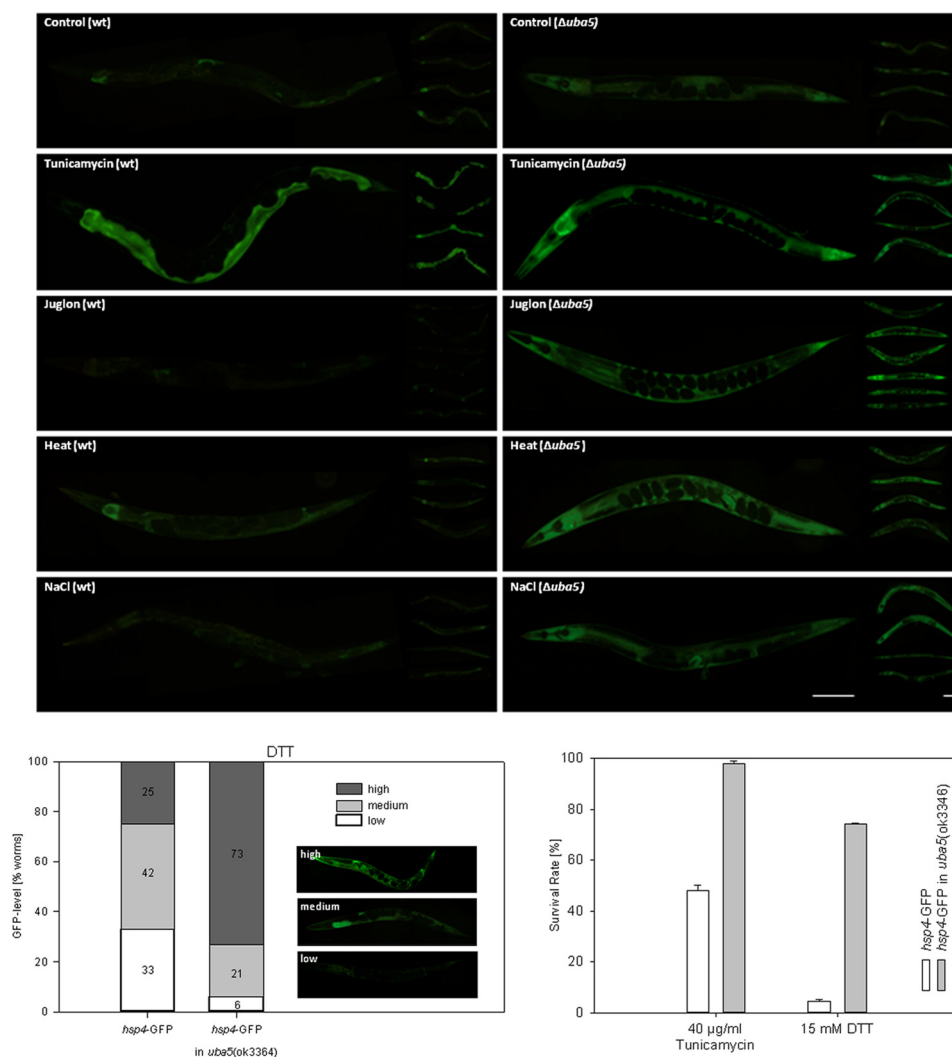 Control (wt)
Control (Δuba5)
Tunicamycin (wt)
Tunicamycin (Δuba5)
Juglon (wt)
Juglon (Δuba5)
Heat (wt)
Heat (Δuba5)
NaCl (wt)
NaCl (Δuba5)
DTT
100
80
60
40
20
0
GFP-level [% worms]
25
42
33
73
21
6
high
medium
low
high
medium
low
hsp4-GFP
hsp4-GFP
in uba5(ok3364)
100
80
60
40
20
0
Survival Rate [%]
40 µg/ml
Tunicamycin
15 mM DTT
hsp4-GFP
hsp4-GFP in uba5(ok3346)